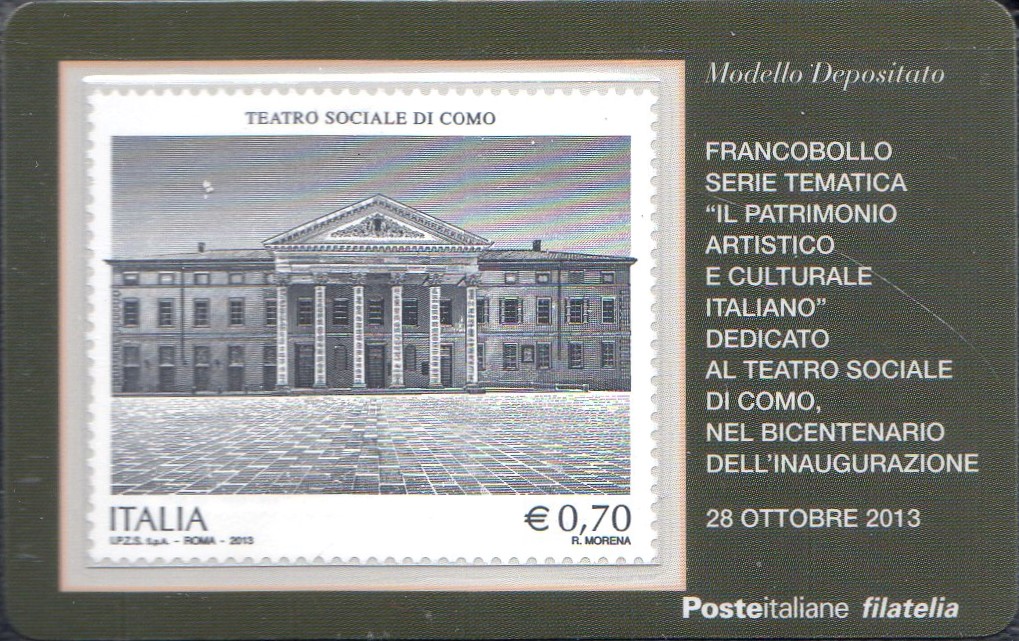 TEATRO SOCIALE DI COMO
ITALIA
€ 0,70
I.P.Z.S. S.p.A. - ROMA - 2013
R. MORENA
Modello Depositato
FRANCOBOLLO
SERIE TEMATICA
“IL PATRIMONIO
ARTISTICO
E CULTURALE
ITALIANO”
DEDICATO
AL TEATRO SOCIALE
DI COMO,
NEL BICENTENARIO
DELL'INAUGURAZIONE
28 OTTOBRE 2013
Posteitaliane filatelia